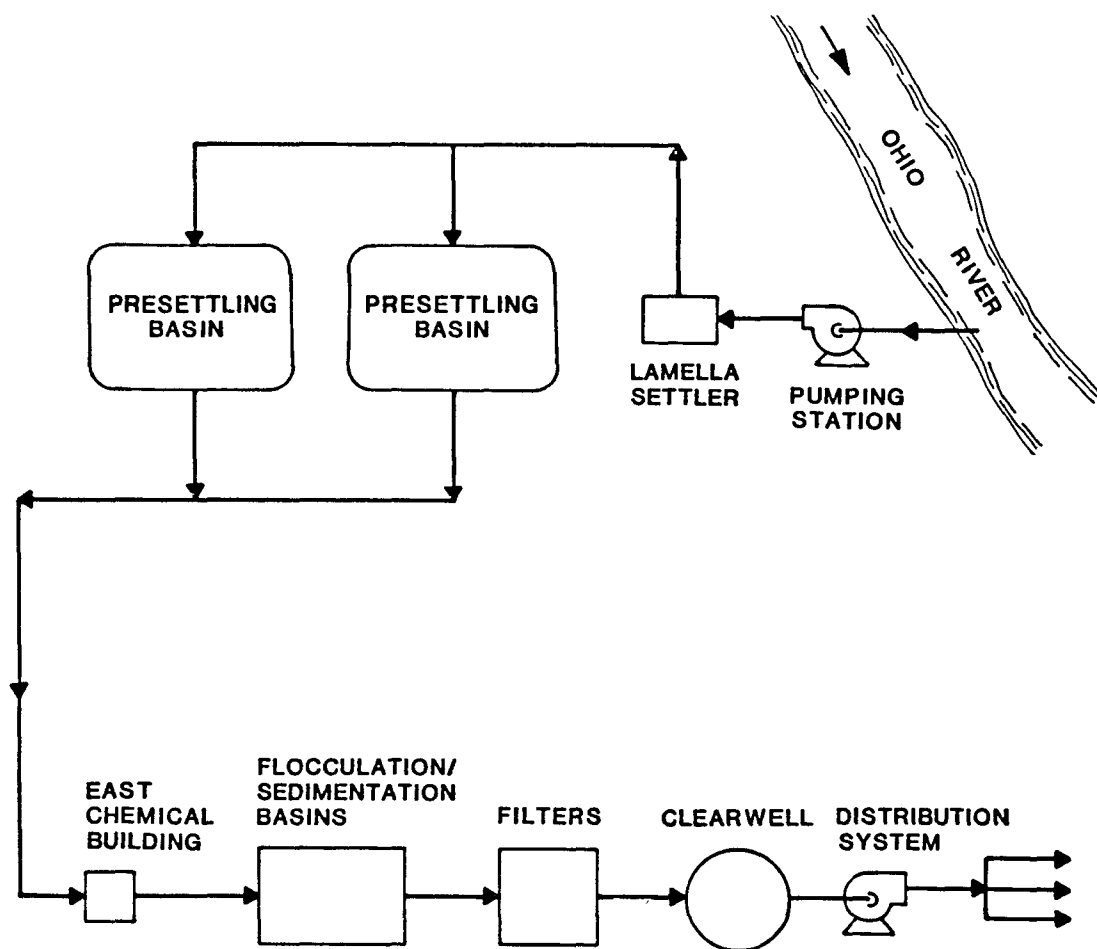 OHIO
RIVER
PRESETTLING
BASIN
PRESETTLING
BASIN
LAMELLA
SETTLER
PUMPING
STATION
EAST
CHEMICAL
BUILDING
FLOCCULATION/
SEDIMENTATION
BASINS
FILTERS
CLEARWELL
DISTRIBUTION
SYSTEM